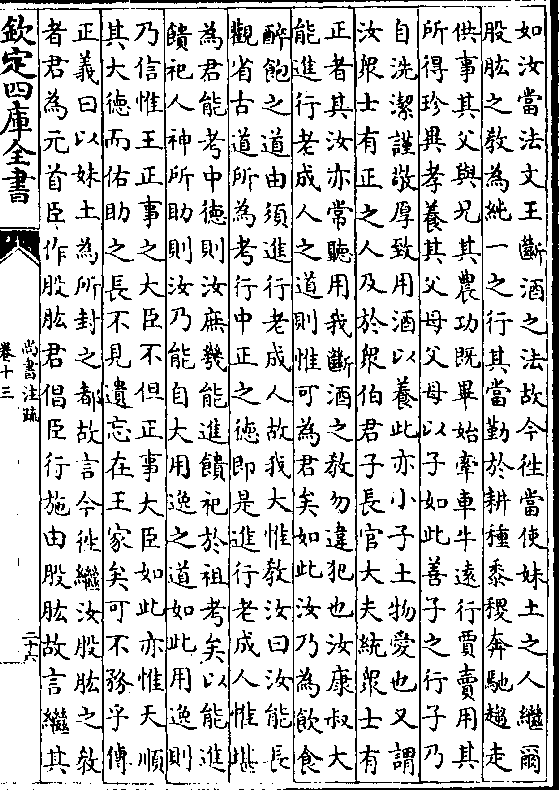 如汝當法文王斷酒之法故今往當使妹土之人繼爾
股肱之教為純一之行其當勤於耕種黍稷奔馳趨走
供事其父與兄其農功既畢始牽車牛逺行賈賣用其
所得珍異孝養其父母父母以子如此善子之行子乃
自洗潔謹敬厚致用酒以養此亦小子土物愛也又謂
汝衆士有正之人及於衆伯君子長官大夫統衆士有
正者其汝亦常聽用我斷酒之教勿違犯也汝康叔大
能進行老成人之道則惟可為君矣如此汝乃為飲食
醉飽之道由須進行老成人故我大惟教汝曰汝能長
觀省古道所為考行中正之德即是進行老成人惟堪
為君能考中德則汝庶幾能進饋祀於祖考矣以能進
饋祀人神所助則汝乃能自大用逸之道如此用逸則
乃信惟王正事之大臣不但正事大臣如此亦惟天順
其大德而佑助之長不見遺忘在王家矣可不務乎傳
正義曰以妹土為所封之都故言今往繼汝股肱之教
者君為元首臣作股肱君倡臣行施由股肱故言繼其
欽定四庫全書
尚書注疏
卷十三
二十六